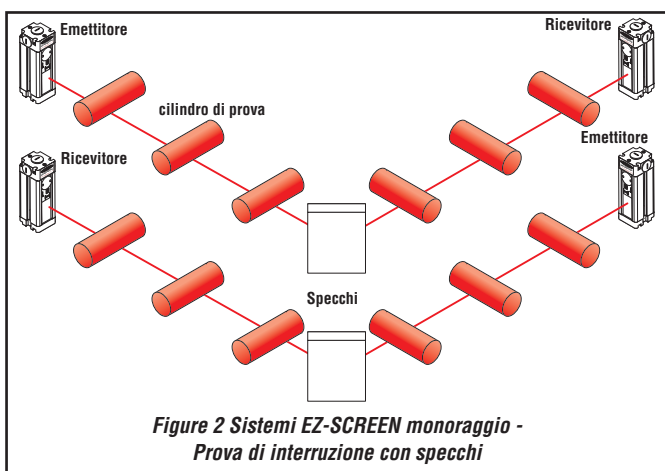 Emettitore
Ricevitore
cilindro di prova
Ricevitore
Emettitore
Specchi
Figure 2 Sistemi EZ-SCREEN monoraggio -
Prova di interruzione con specchi